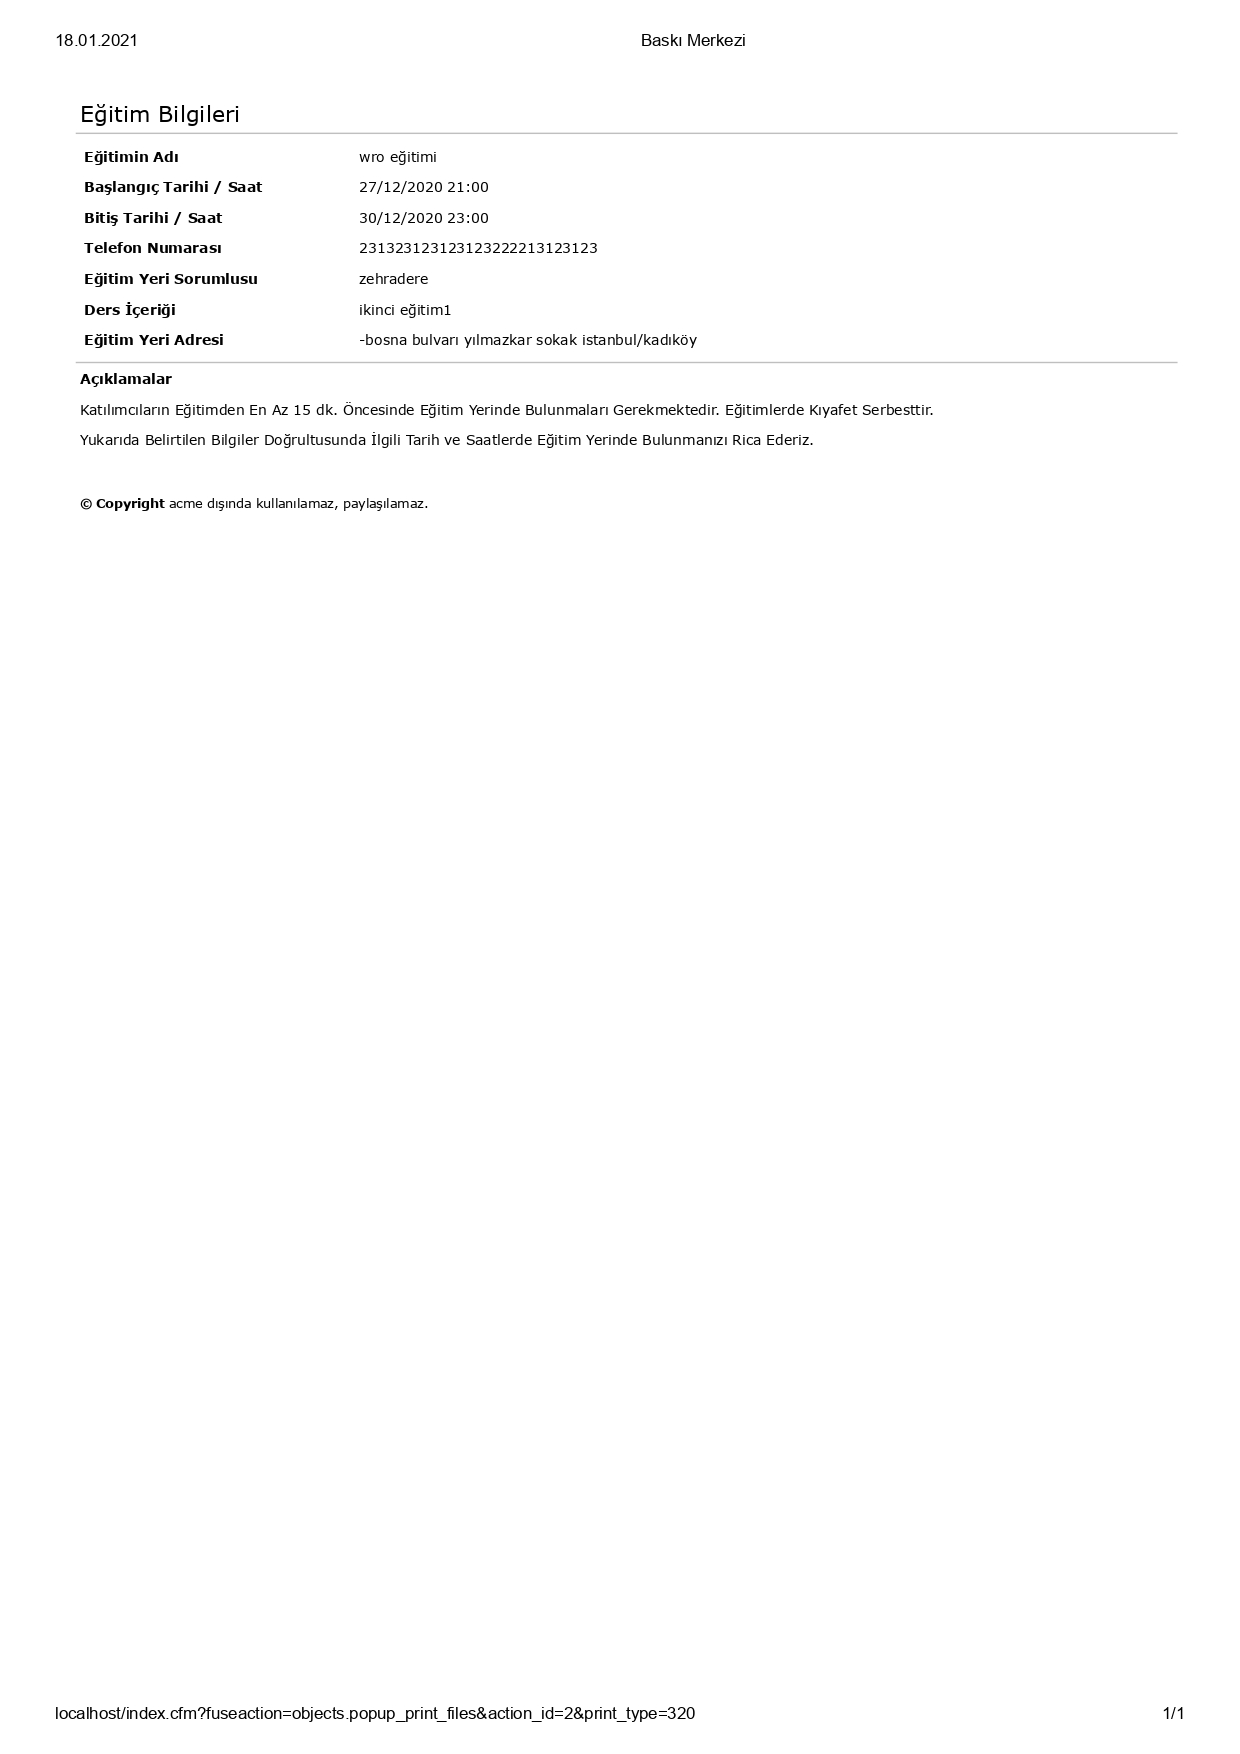 18.01.2021 Baskı Merkezi
Eğitim Bilgileri
Eğitimin Adı wro eğitimi
Başlangıç Tarihi / Saat 27/12/2020 21:00
Bitiş Tarihi / Saat 30/12/2020 23:00
Telefon Numarası 231323123123123222213123123
Eğitim Yeri Sorumlusu zehradere
Ders İçeriği ikinci eğitim1
Eğitim Yeri Adresi -bosna bulvarı yılmazkar sokak istanbul/kadıköy
Açıklamalar
Katılımcıların Eğitimden En Az 15 dk. Öncesinde Eğitim Yerinde Bulunmaları Gerekmektedir. Eğitimlerde Kıyafet Serbesttir.
Yukarıda Belirtilen Bilgiler Doğrultusunda İlgili Tarih ve Saatlerde Eğitim Yerinde Bulunmanızı Rica Ederiz.
© Copyright acme dışında kullanılamaz, paylaşılamaz.
localhost/index.cfm?fuseaction=objects.popup_print_files&action_id=2&print_type=320 1/1